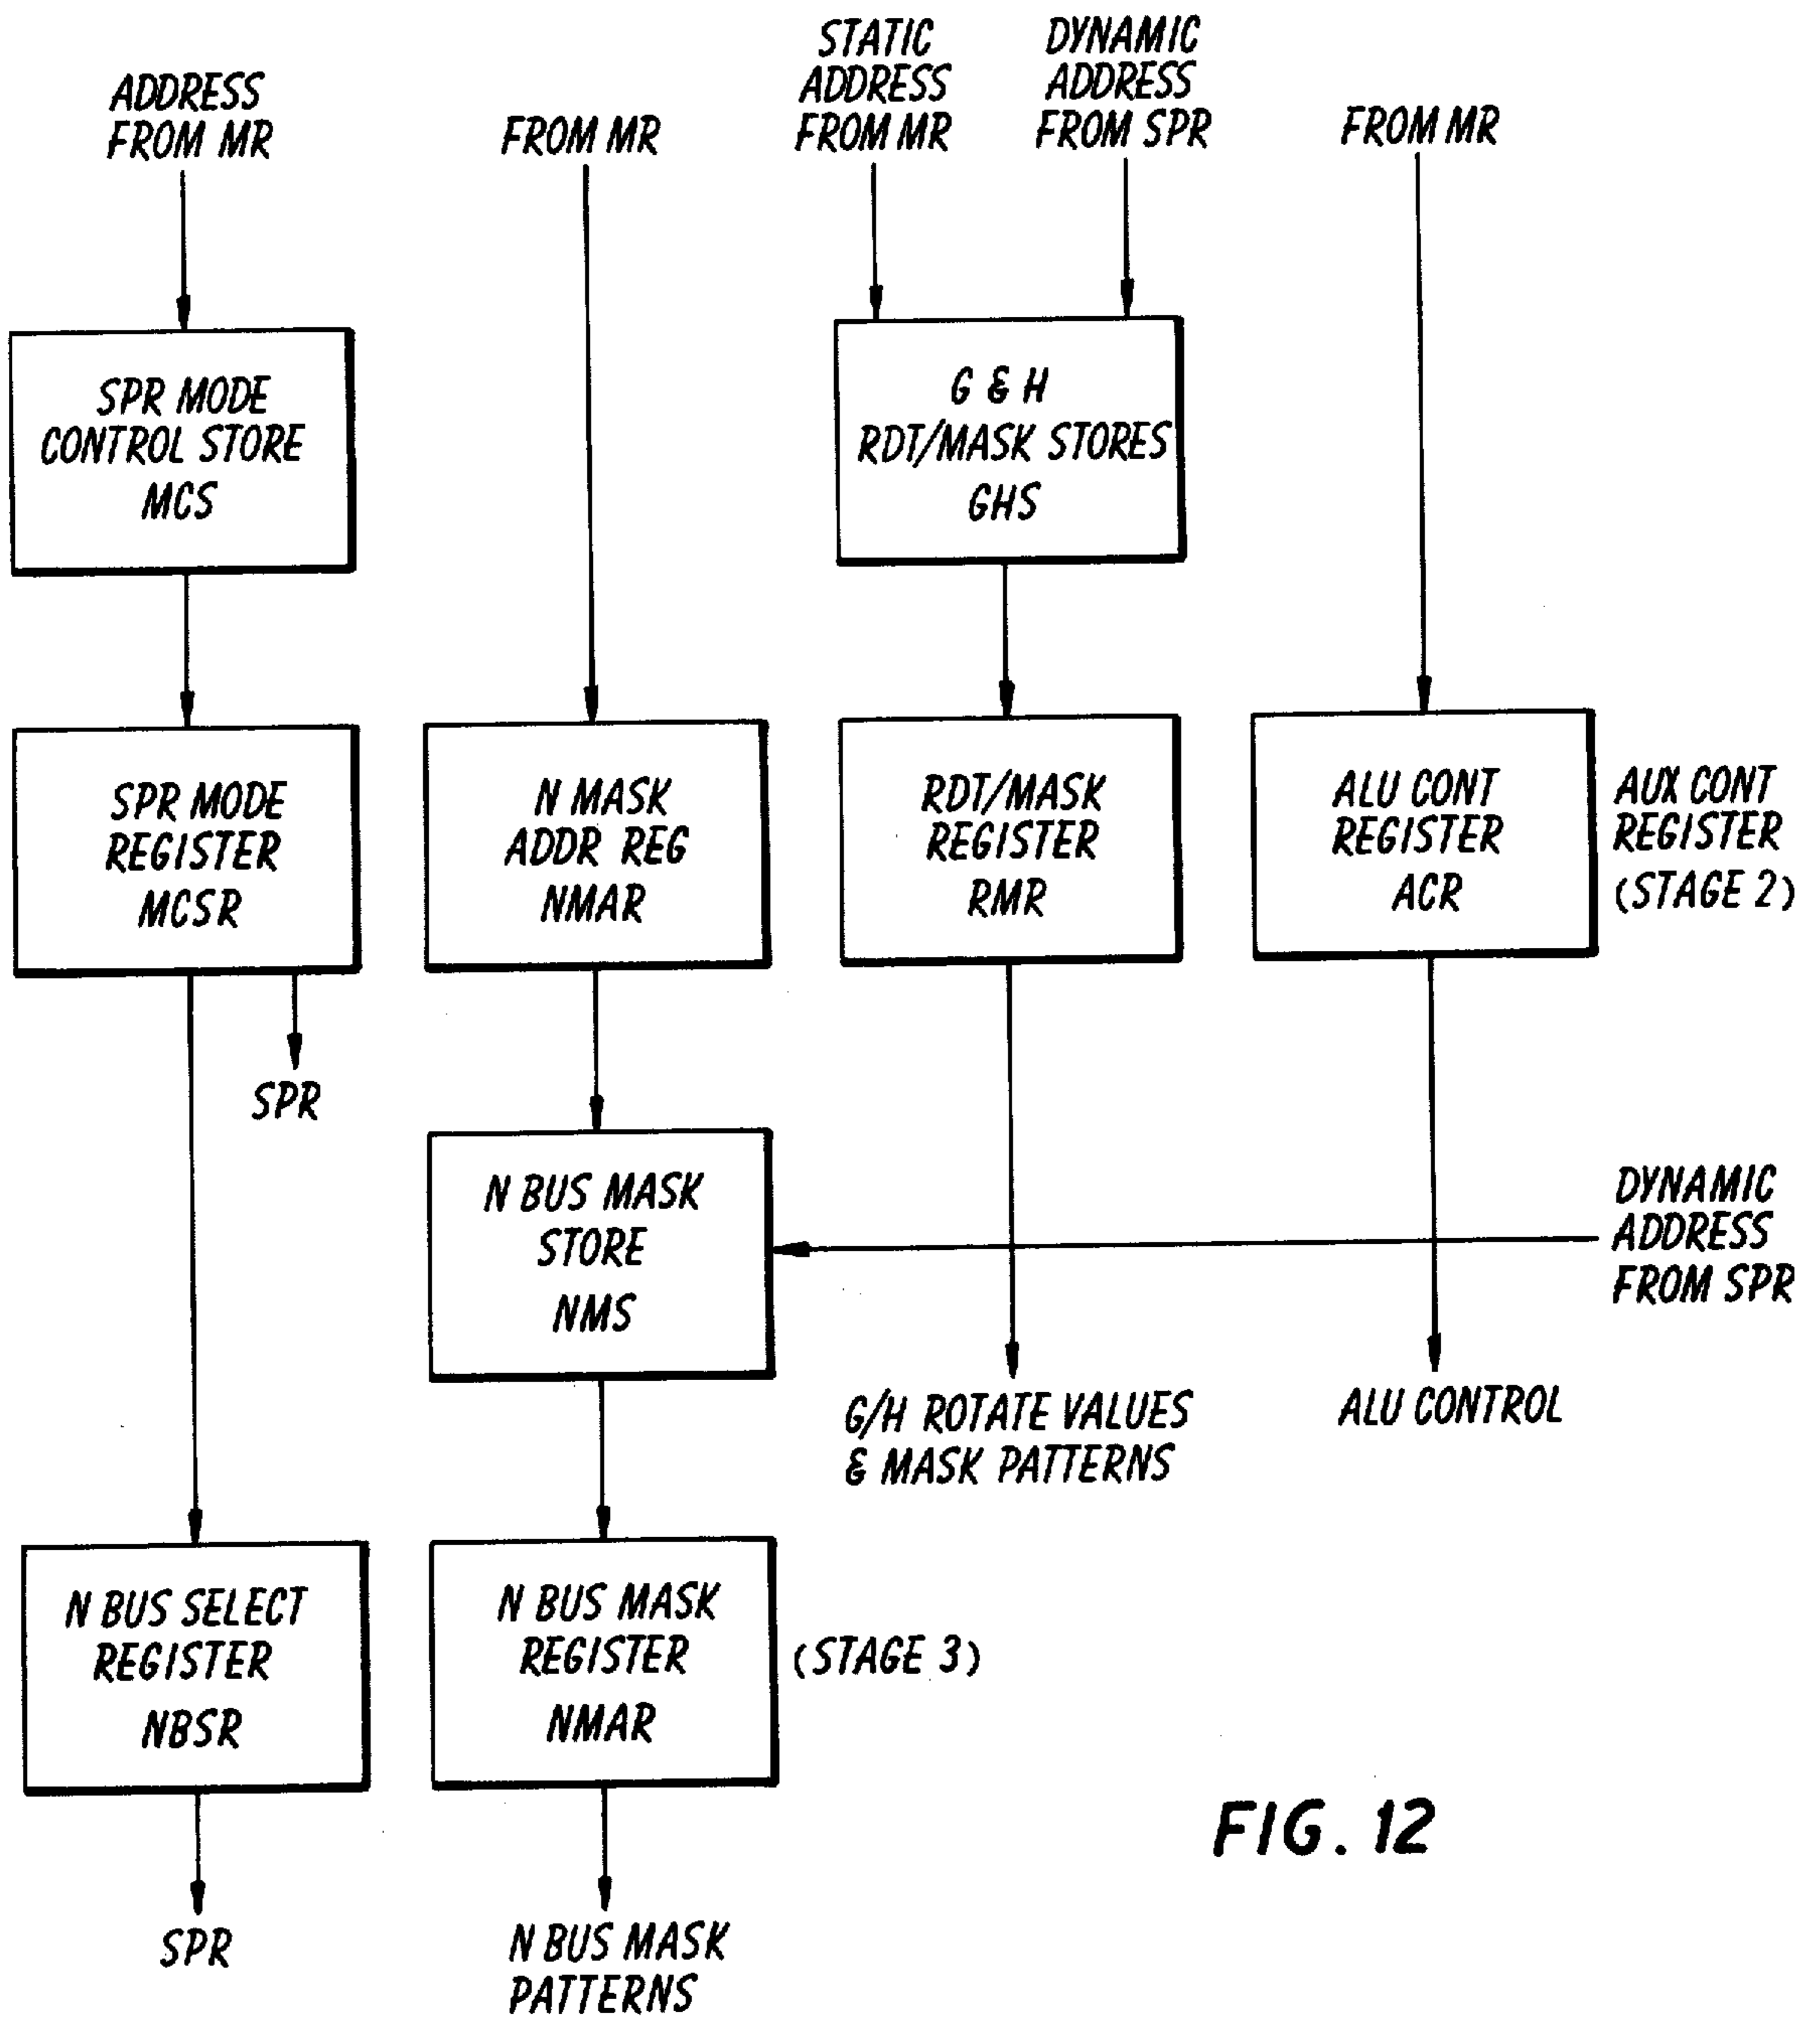 ADDRESS
FROM MR
FROM MR
STATIC
ADDRESS
FROM MR
DYNAMIC
ADDRESS
FROM SPR
FROM MR
SPR MODE
CONTROL STORE
MCS
G & H
RDT/MASK STORES
GHS
SPR MODE
REGISTER
MCSR
N MASK
ADDR REG
NMAR
RDT/MASK
REGISTER
RMR
ALU CONT
REGISTER
ACR
AUX CONT
REGISTER
(STAGE 2)
SPR
N BUS MASK
STORE
NMS
DYNAMIC
ADDRESS
FROM SPR
G/H ROTATE VALUES
& MASK PATTERNS
ALU CONTROL
N BUS SELECT
REGISTER
NBSR
N BUS MASK
REGISTER
NMAR
(STAGE 3)
SPR
N BUS MASK
PATTERNS
FIG. 12